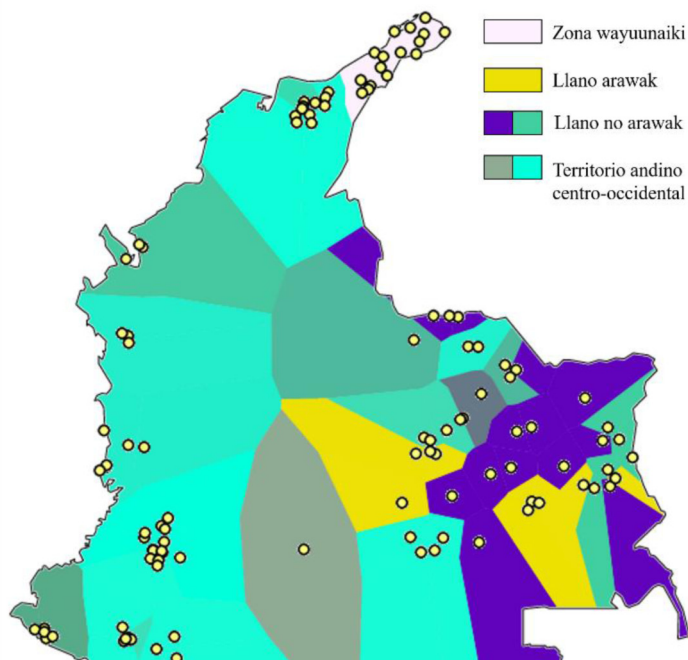 Zona wayuunaiki
Llano arawak
Llano no arawak
Territorio andino
centro-occidental